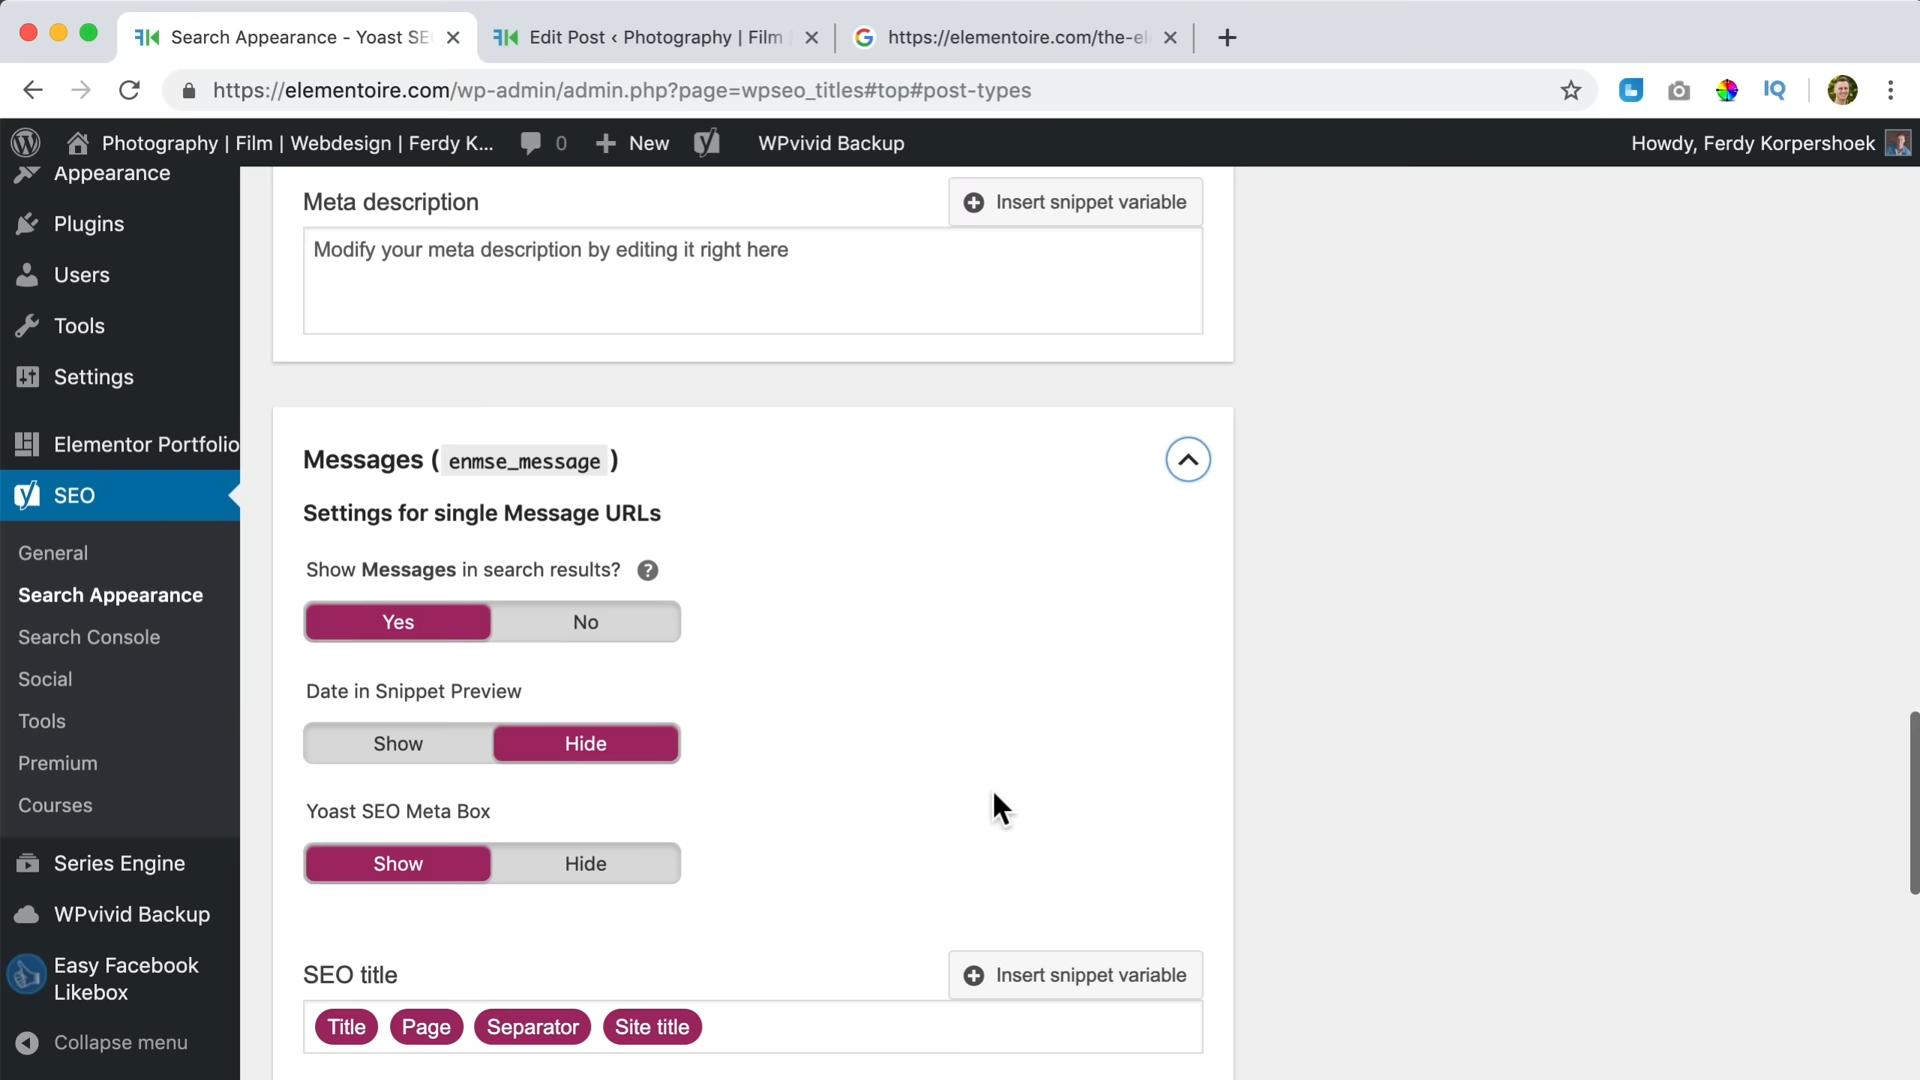 Search Appearance - Yoast SE
Edit Post ‹ Photography | Film
https://elementoire.com/the-el
https://elementoire.com/wp-admin/admin.php?page=wpseo_titles#top#post-types
IQ
Photography | Film | Webdesign | Ferdy K...
0
New
WPvivid Backup
Howdy, Ferdy Korpershoek
Appearance
Plugins
Users
Tools
Settings
Elementor Portfolio
SEO
General
Search Appearance
Search Console
Social
Tools
Premium
Courses
Series Engine
WPvivid Backup
Easy Facebook
Likebox
Collapse menu
Meta description
Insert snippet variable
Modify your meta description by editing it right here
Messages ( enmse_message )
Settings for single Message URLs
Show Messages in search results? ?
Yes No
Date in Snippet Preview
Show Hide
Yoast SEO Meta Box
Show Hide
SEO title
Insert snippet variable
Title Page Separator Site title